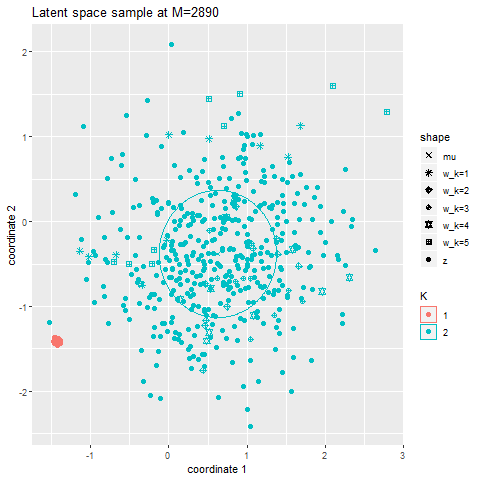 Latent space sample at M=2890
coordinate 2
2
1
0
-1
-2
-1
0
1
2
3
coordinate 1
shape
mu
w_k=1
w_k=2
w_k=3
w_k=4
w_k=5
z
K
1
2